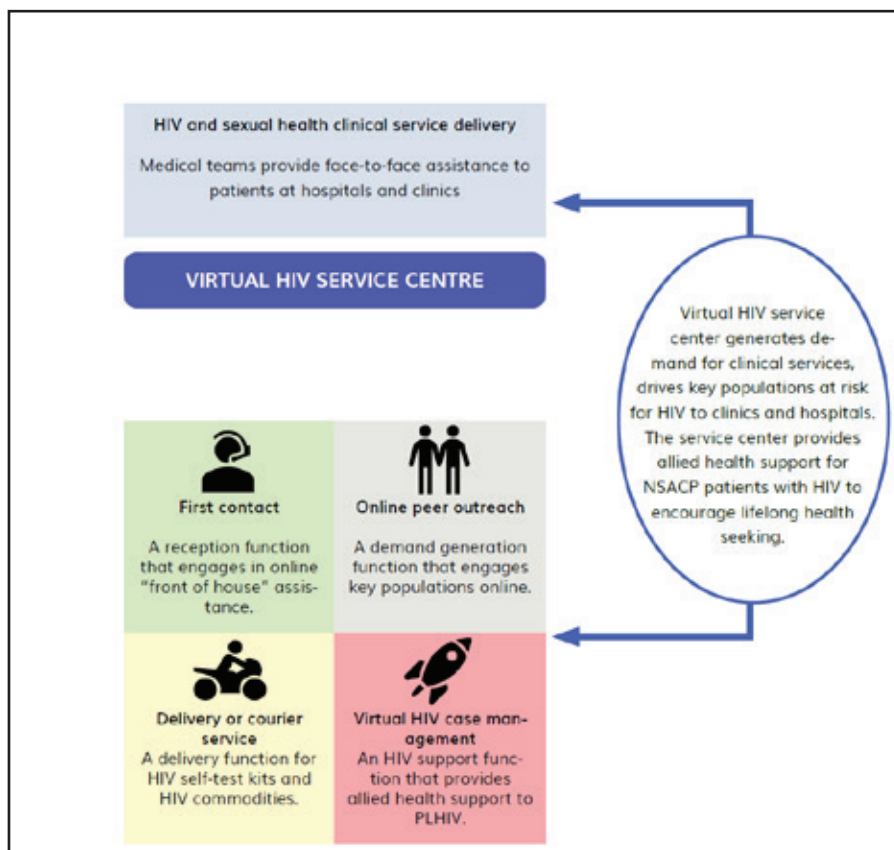 HIV and sexual health clinical service delivery
Medical teams provide face-to-face assistance to
patients at hospitals and clinics
VIRTUAL HIV SERVICE CENTRE
Virtual HIV service
center generates de-
mand for clinical services,
drives key populations at risk
for HIV to clinics and hospitals.
The service center provides
allied health support for
NSACP patients with HIV to
encourage lifelong health
seeking.
First contact
A reception function
that engages in online
"front of house" assis-
tance.
Online peer outreach
A demand generation
function that engages
key populations online.
Delivery or courier
service
A delivery function for
HIV self-test kits and
HIV commodities.
Virtual HIV case man-
agement
An HIV support func-
tion that provides
allied health support to
PLHIV.